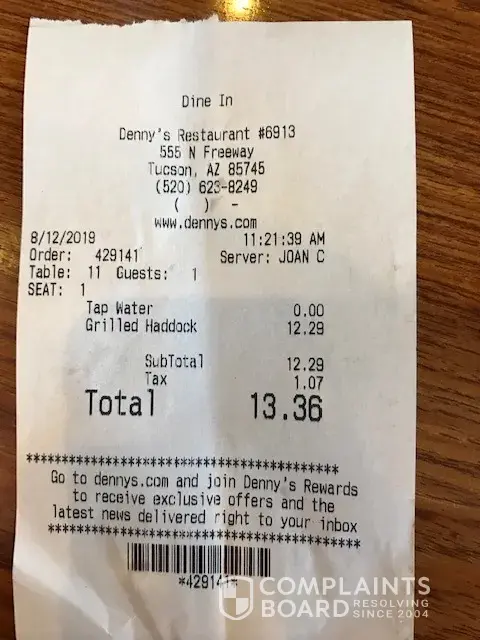 Dine In
Denny's Restaurant #6913
555 N Freeway
Tucson, AZ 85745
(520) 623-8249
( ) -
www.dennys.com
8/12/2019 11:21:39 AM
Order: 429141 Server: JOAN C
Table: 11 Guests: 1
SEAT: 1
Tap Water 0.00
Grilled Haddock 12.29
SubTotal 12.29
Tax 1.07
Total 13.36
****************************************
Go to dennys.com and join Denny's Rewards
to receive exclusive offers and the
latest news delivered right to your inbox
****************************************
*429141*
COMPLAINTS
BOARD RESOLVING
SINCE 2004